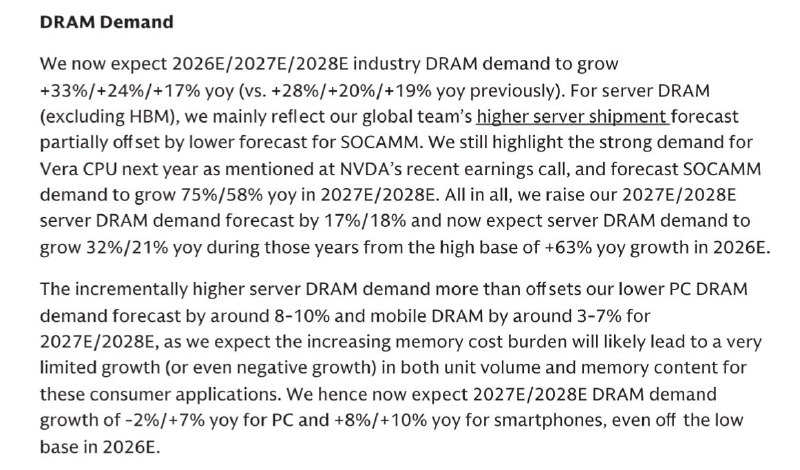 DRAM Demand
We now expect 2026E/2027E/2028E industry DRAM demand to grow
+33%/+24%/+17% yoy (vs. +28%/+20%/+19% yoy previously). For server DRAM
(excluding HBM), we mainly reflect our global team's higher server shipment forecast
partially offset by lower forecast for SOCAMM. We still highlight the strong demand for
Vera CPU next year as mentioned at NVDA's recent earnings call, and forecast SOCAMM
demand to grow 75%/58% yoy in 2027E/2028E. All in all, we raise our 2027E/2028E
server DRAM demand forecast by 17%/18% and now expect server DRAM demand to
grow 32%/21% yoy during those years from the high base of +63% yoy growth in 2026E.
The incrementally higher server DRAM demand more than offsets our lower PC DRAM
demand forecast by around 8-10% and mobile DRAM by around 3-7% for
2027E/2028E, as we expect the increasing memory cost burden will likely lead to a very
limited growth (or even negative growth) in both unit volume and memory content for
these consumer applications. We hence now expect 2027E/2028E DRAM demand
growth of -2%/+7% yoy for PC and +8%/+10% yoy for smartphones, even off the low
base in 2026E.